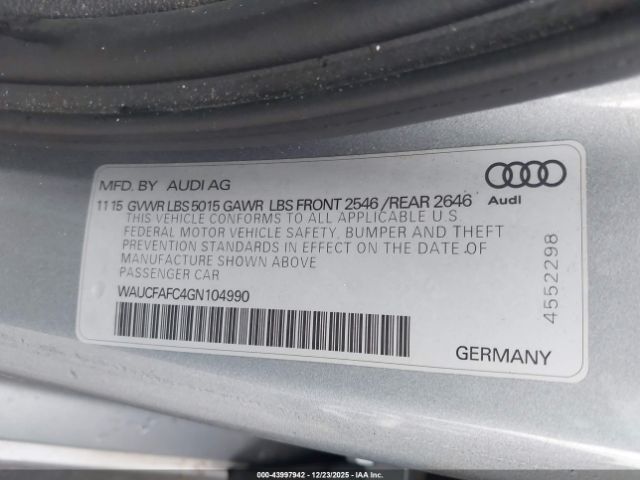 MFD. BY AUDI AG
Audi
11 15 GVWR LBS 5015 GAWR LBS FRONT 2546 / REAR 2646
THIS VEHICLE CONFORMS TO ALL APPLICABLE U.S.
FEDERAL MOTOR VEHICLE SAFETY, BUMPER AND THEFT
PREVENTION STANDARDS IN EFFECT ON THE DATE OF
MANUFACTURE SHOWN ABOVE
PASSENGER CAR
WAUCFAFC4GN104990
4552298
GERMANY
000-43997942 - 12/23/2025 - IAAI.COM